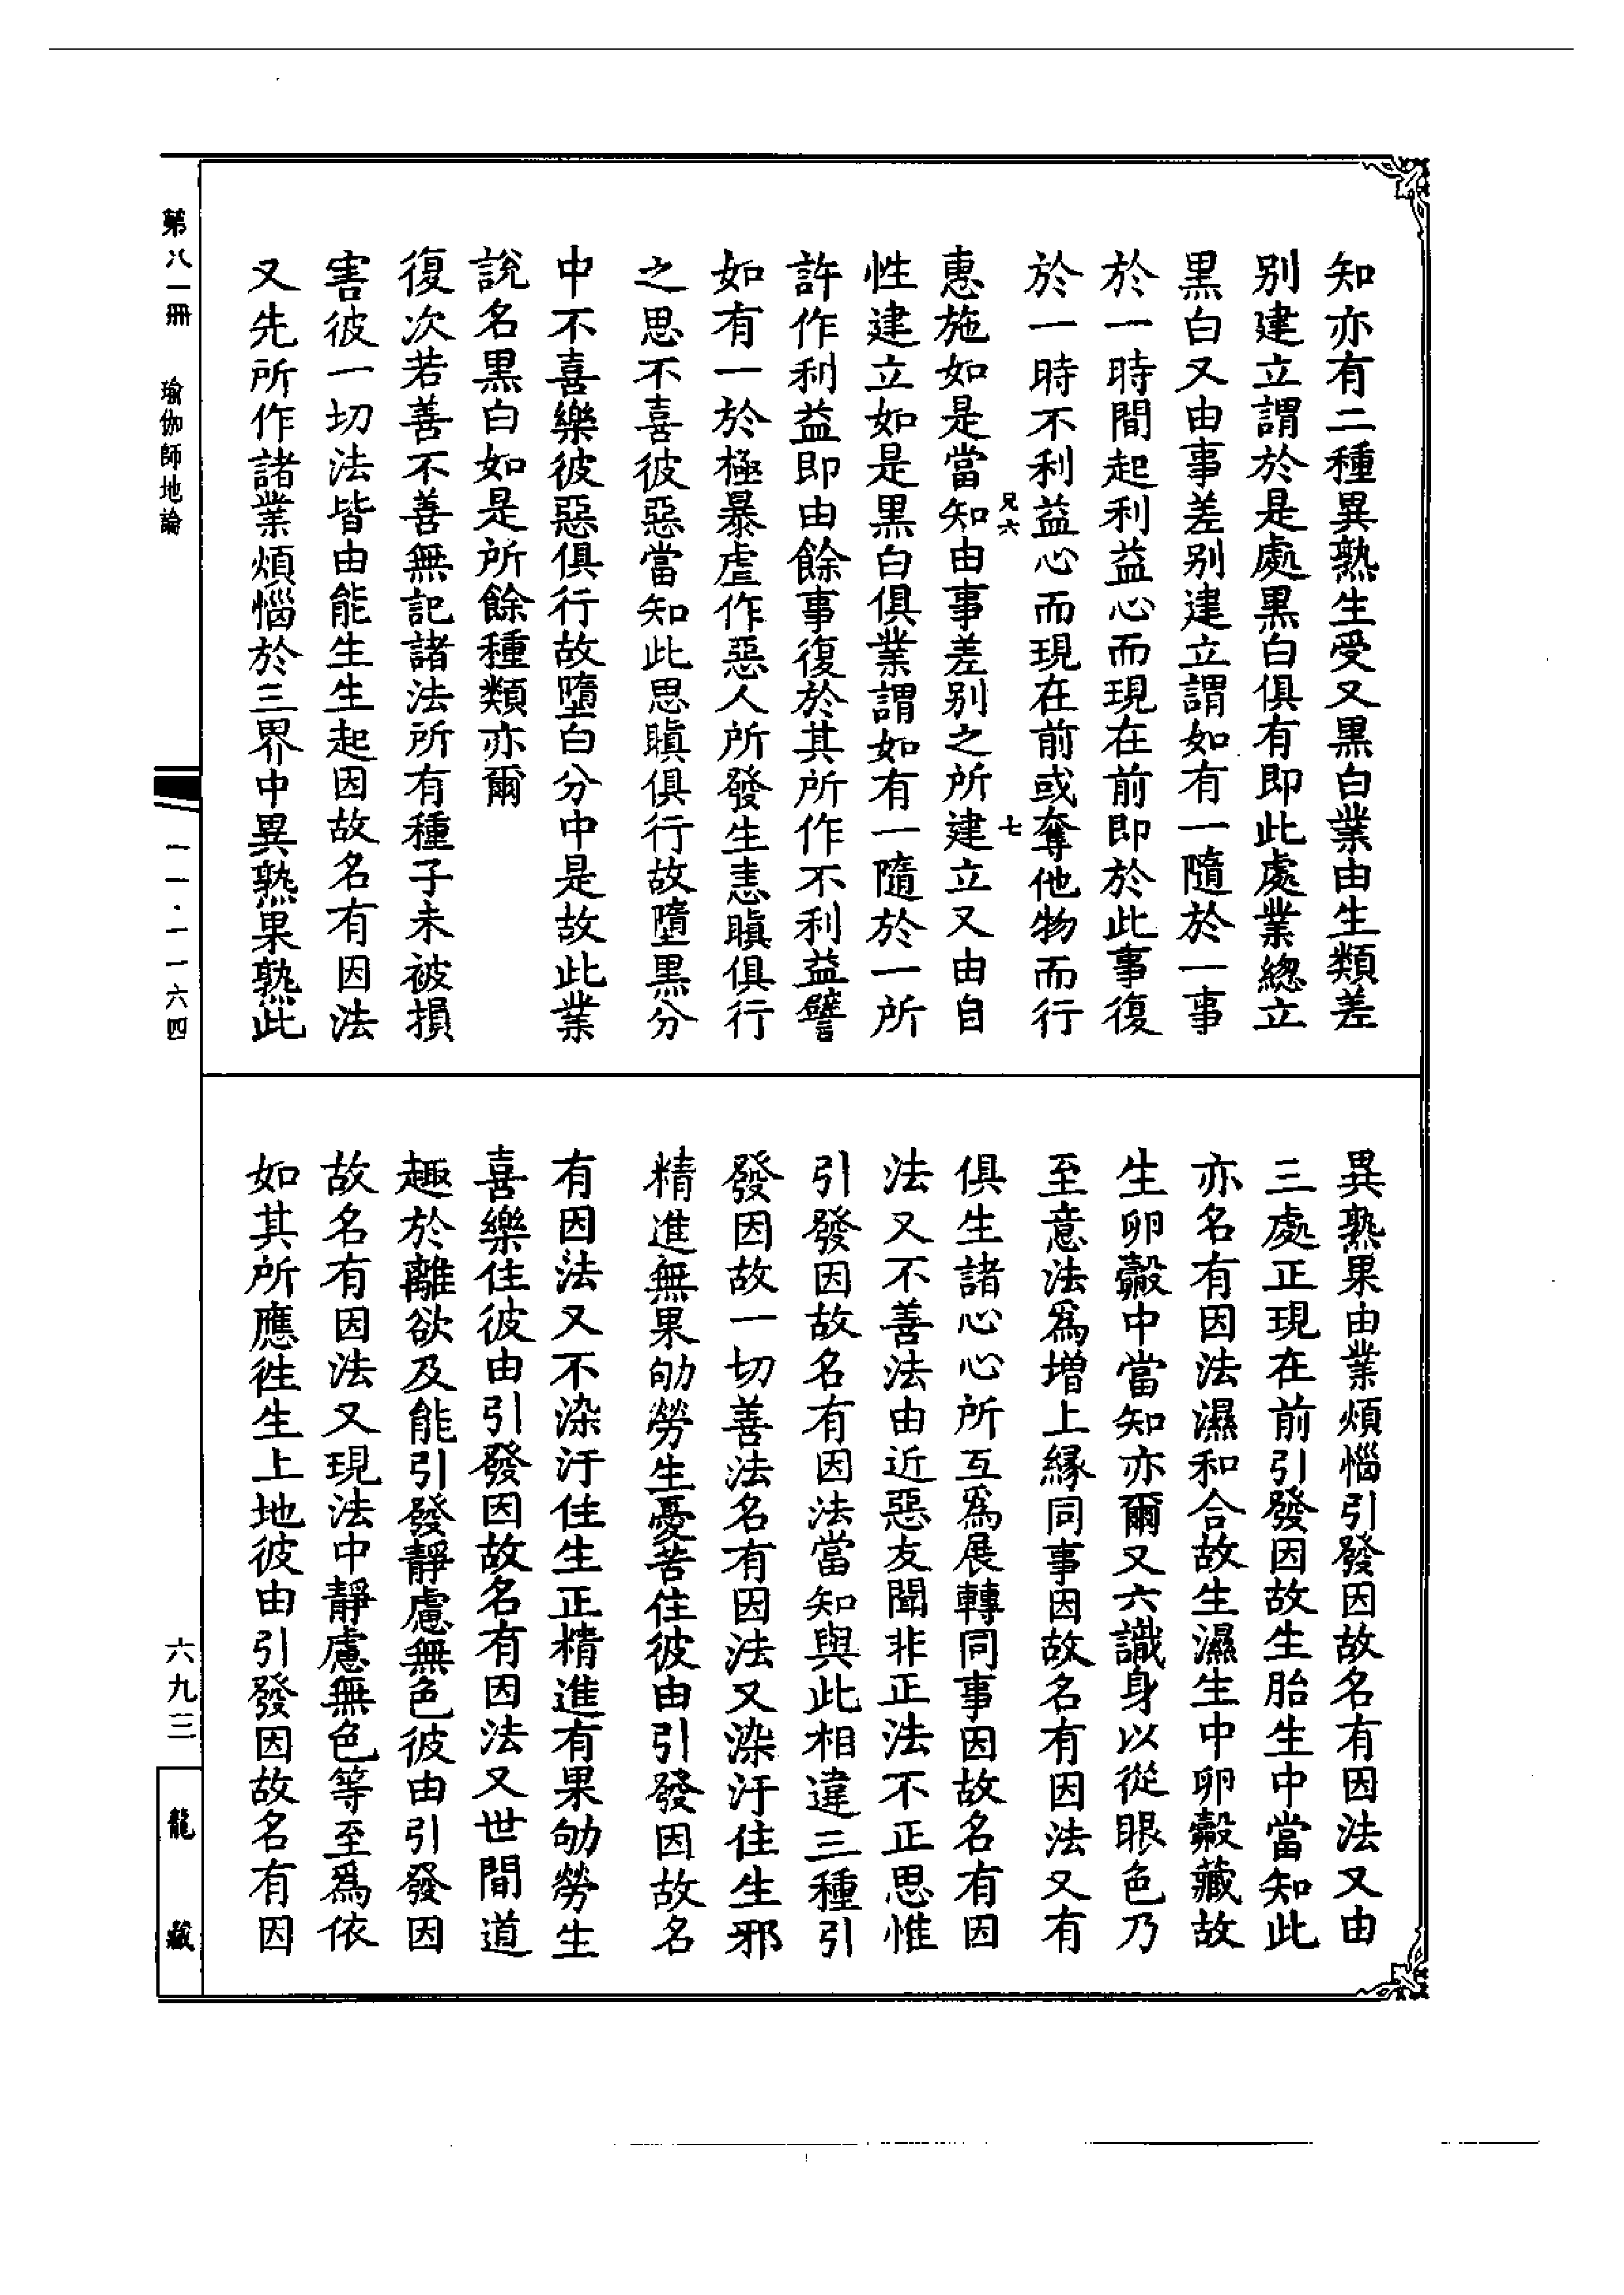 知亦有二種異熟生受又黒白業由生類差
别建立謂於是處黒白俱有即此處業總立
黒白又由事差别建立謂如有一隨於一事
於一時間起利益心而現在前即於此事復
於一時不利益心而現在前或奪他物而行
兄六
七
惠施如是當知由事差别之所建立又由自
性建立如是黒白俱業謂如有一隨於一所
許作利益即由餘事復於其所作不利益譬
如有一於極暴虐作惡人所發生恚瞋俱行
之思不喜彼惡當知此思瞋俱行故墮黒分
中不喜樂彼惡俱行故墮白分中是故此業
說名黒白如是所餘種類亦爾
復次若善不善無記諸法所有種子未被損
害彼一切法皆由能生生起因故名有因法
又先所作諸業煩惱於三界中異熟果熟此
異熟果由業煩惱引發因故名有因法又由
三處正現在前引發因故生胎生中當知此
亦名有因法濕和合故生濕生中卵㲉藏故
生卵㲉中當知亦爾又六識身以從眼色乃
至意法爲增上緣同事因故名有因法又有
俱生諸心心所互爲展轉同事因故名有因
法又不善法由近惡友聞非正法不正思惟
引發因故名有因法當知與此相違三種引
發因故一切善法名有因法又染汙住生邪
精進無果劬勞生憂苦住彼由引發因故名
有因法又不染汙住生正精進有果劬勞生
喜樂住彼由引發因故名有因法又世間道
趣於離欲及能引發靜慮無色彼由引發因
故名有因法又現法中靜慮無色等至爲依
如其所應徃生上地彼由引發因故名有因
第八一冊 瑜伽師地論
一一·一一六四
六九三
龍藏